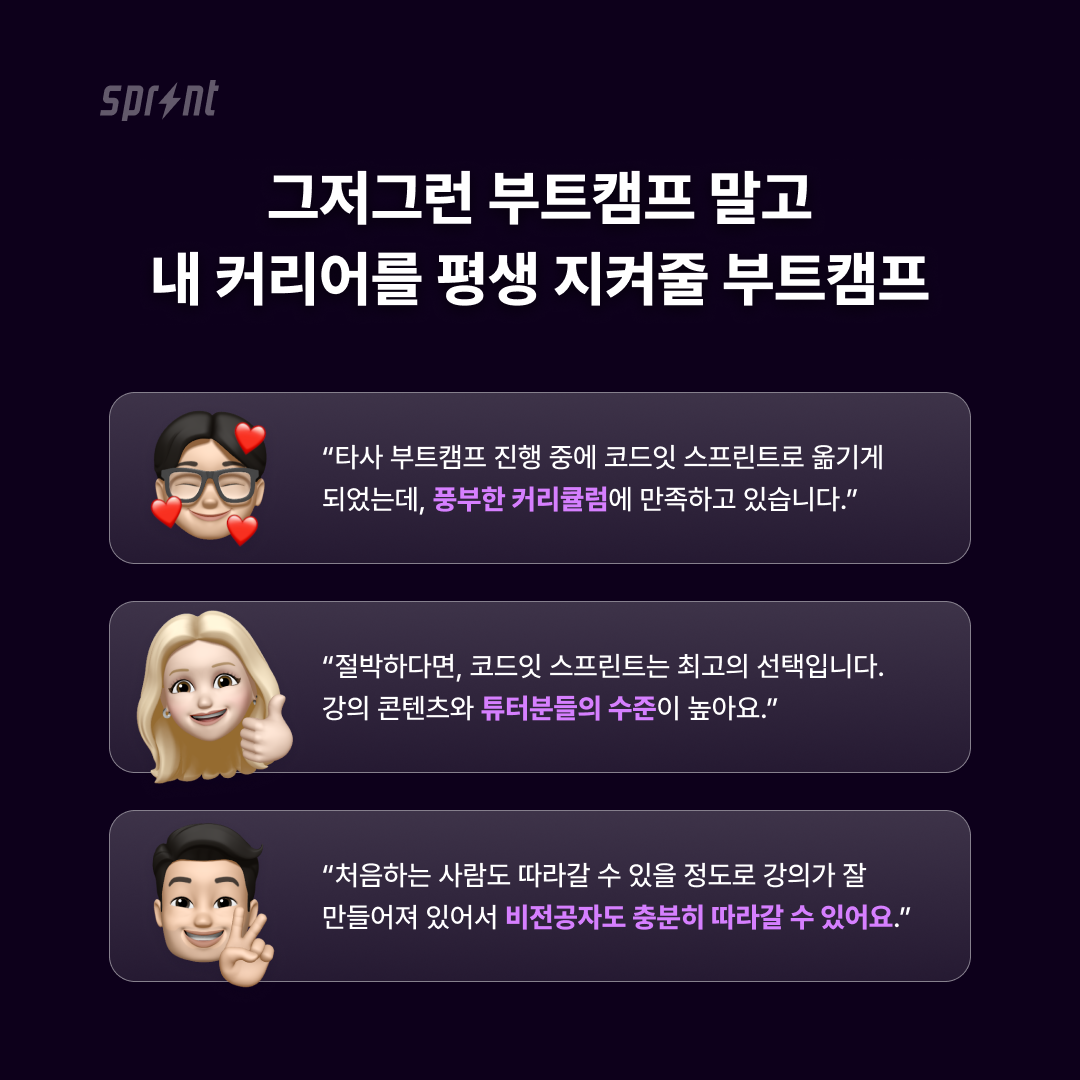 sprint
그저그런 부트캠프 말고
내 커리어를 평생 지켜줄 부트캠프
“타사 부트캠프 진행 중에 코드잇 스프린트로 옮기게
되었는데, 풍부한 커리큘럼에 만족하고 있습니다.”
“절박하다면, 코드잇 스프린트는 최고의 선택입니다.
강의 콘텐츠와 튜터분들의 수준이 높아요.”
“처음하는 사람도 따라갈 수 있을 정도로 강의가 잘
만들어져 있어서 비전공자도 충분히 따라갈 수 있어요.”